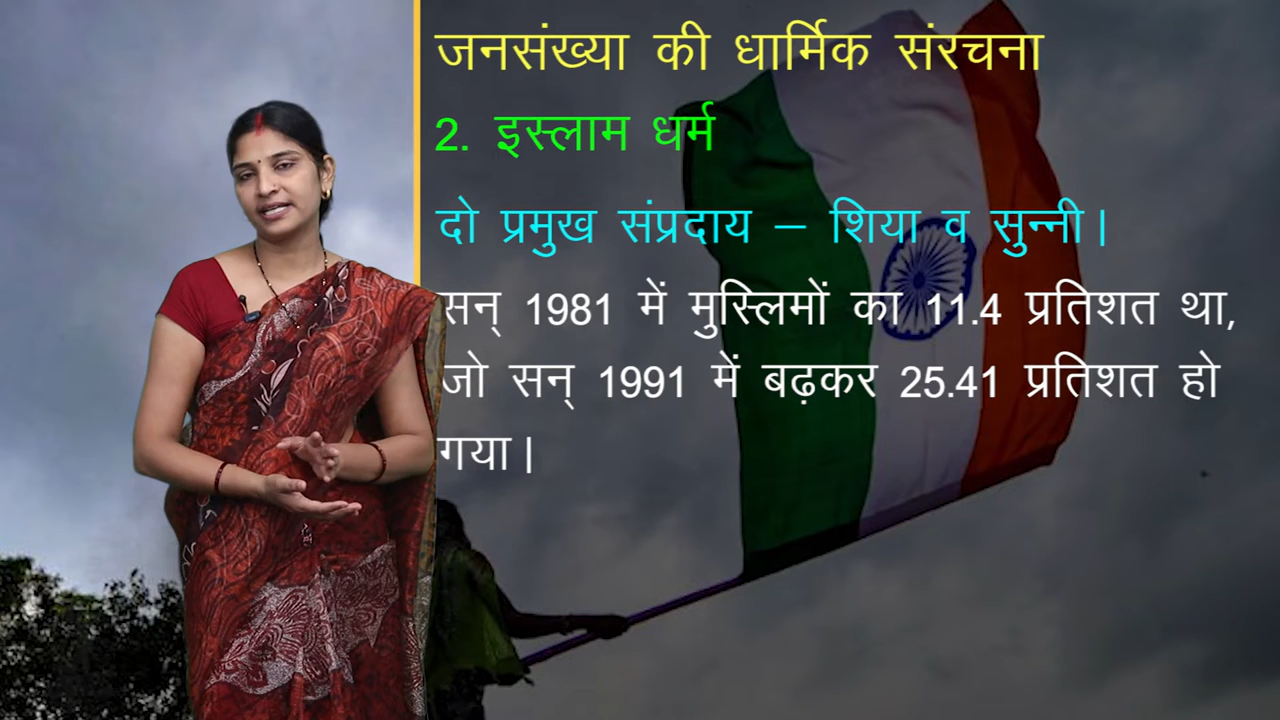 जनसंख्या की धार्मिक संरचना
2. इस्लाम धर्म
दो प्रमुख संप्रदाय – शिया व सुन्नी।
सन् 1981 में मुस्लिमों का 11.4 प्रतिशत था,
जो सन् 1991 में बढ़कर 25.41 प्रतिशत हो
गया।